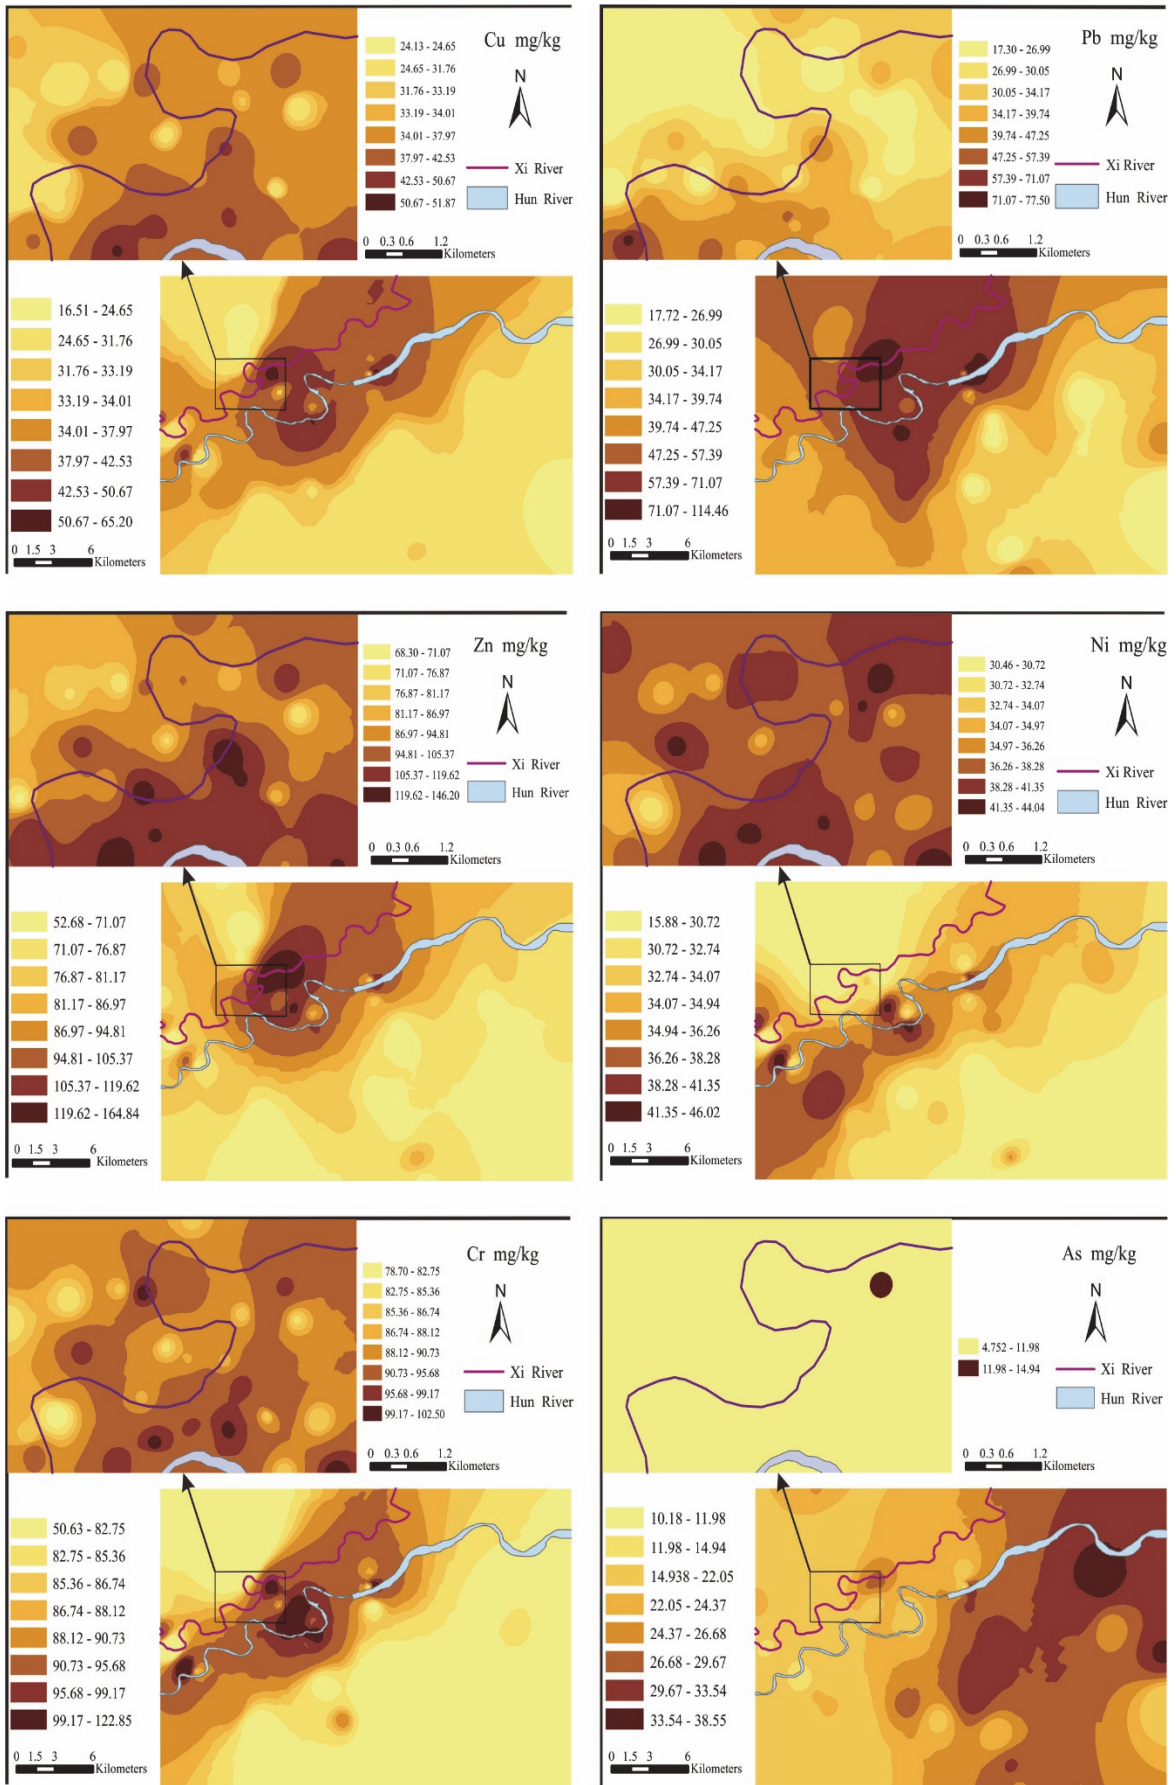 Cu mg/kg
24.13 - 24.65
24.65 - 31.76
31.76 - 33.19
33.19 - 34.01
34.01 - 37.97
37.97 - 42.53
42.53 - 50.67
50.67 - 51.87
N
Xi River
Hun River
0 0.3 0.6 1.2
Kilometers
16.51 - 24.65
24.65 - 31.76
31.76 - 33.19
33.19 - 34.01
34.01 - 37.97
37.97 - 42.53
42.53 - 50.67
50.67 - 65.20
0 1.5 3 6
Kilometers
Pb mg/kg
17.30 - 26.99
26.99 - 30.05
30.05 - 34.17
34.17 - 39.74
39.74 - 47.25
47.25 - 57.39
57.39 - 71.07
71.07 - 77.50
N
Xi River
Hun River
0 0.3 0.6 1.2
Kilometers
17.72 - 26.99
26.99 - 30.05
30.05 - 34.17
34.17 - 39.74
39.74 - 47.25
47.25 - 57.39
57.39 - 71.07
71.07 - 114.46
0 1.5 3 6
Kilometers
Zn mg/kg
68.30 - 71.07
71.07 - 76.87
76.87 - 81.17
81.17 - 86.97
86.97 - 94.81
94.81 - 105.37
105.37 - 119.62
119.62 - 146.20
N
Xi River
Hun River
0 0.3 0.6 1.2
Kilometers
52.68 - 71.07
71.07 - 76.87
76.87 - 81.17
81.17 - 86.97
86.97 - 94.81
94.81 - 105.37
105.37 - 119.62
119.62 - 164.84
0 1.5 3 6
Kilometers
Ni mg/kg
30.46 - 30.72
30.72 - 32.74
32.74 - 34.07
34.07 - 34.97
34.97 - 36.26
36.26 - 38.28
38.28 - 41.35
41.35 - 44.04
N
Xi River
Hun River
0 0.3 0.6 1.2
Kilometers
15.88 - 30.72
30.72 - 32.74
32.74 - 34.07
34.07 - 34.94
34.94 - 36.26
36.26 - 38.28
38.28 - 41.35
41.35 - 46.02
0 1.5 3 6
Kilometers
Cr mg/kg
78.70 - 82.75
82.75 - 85.36
85.36 - 86.74
86.74 - 88.12
88.12 - 90.73
90.73 - 95.68
95.68 - 99.17
99.17 - 102.50
N
Xi River
Hun River
0 0.3 0.6 1.2
Kilometers
50.63 - 82.75
82.75 - 85.36
85.36 - 86.74
86.74 - 88.12
88.12 - 90.73
90.73 - 95.68
95.68 - 99.17
99.17 - 122.85
0 1.5 3 6
Kilometers
As mg/kg
N
4.752 - 11.98
11.98 - 14.94
Xi River
Hun River
0 0.3 0.6 1.2
Kilometers
10.18 - 11.98
11.98 - 14.94
14.938 - 22.05
22.05 - 24.37
24.37 - 26.68
26.68 - 29.67
29.67 - 33.54
33.54 - 38.55
0 1.5 3 6
Kilometers